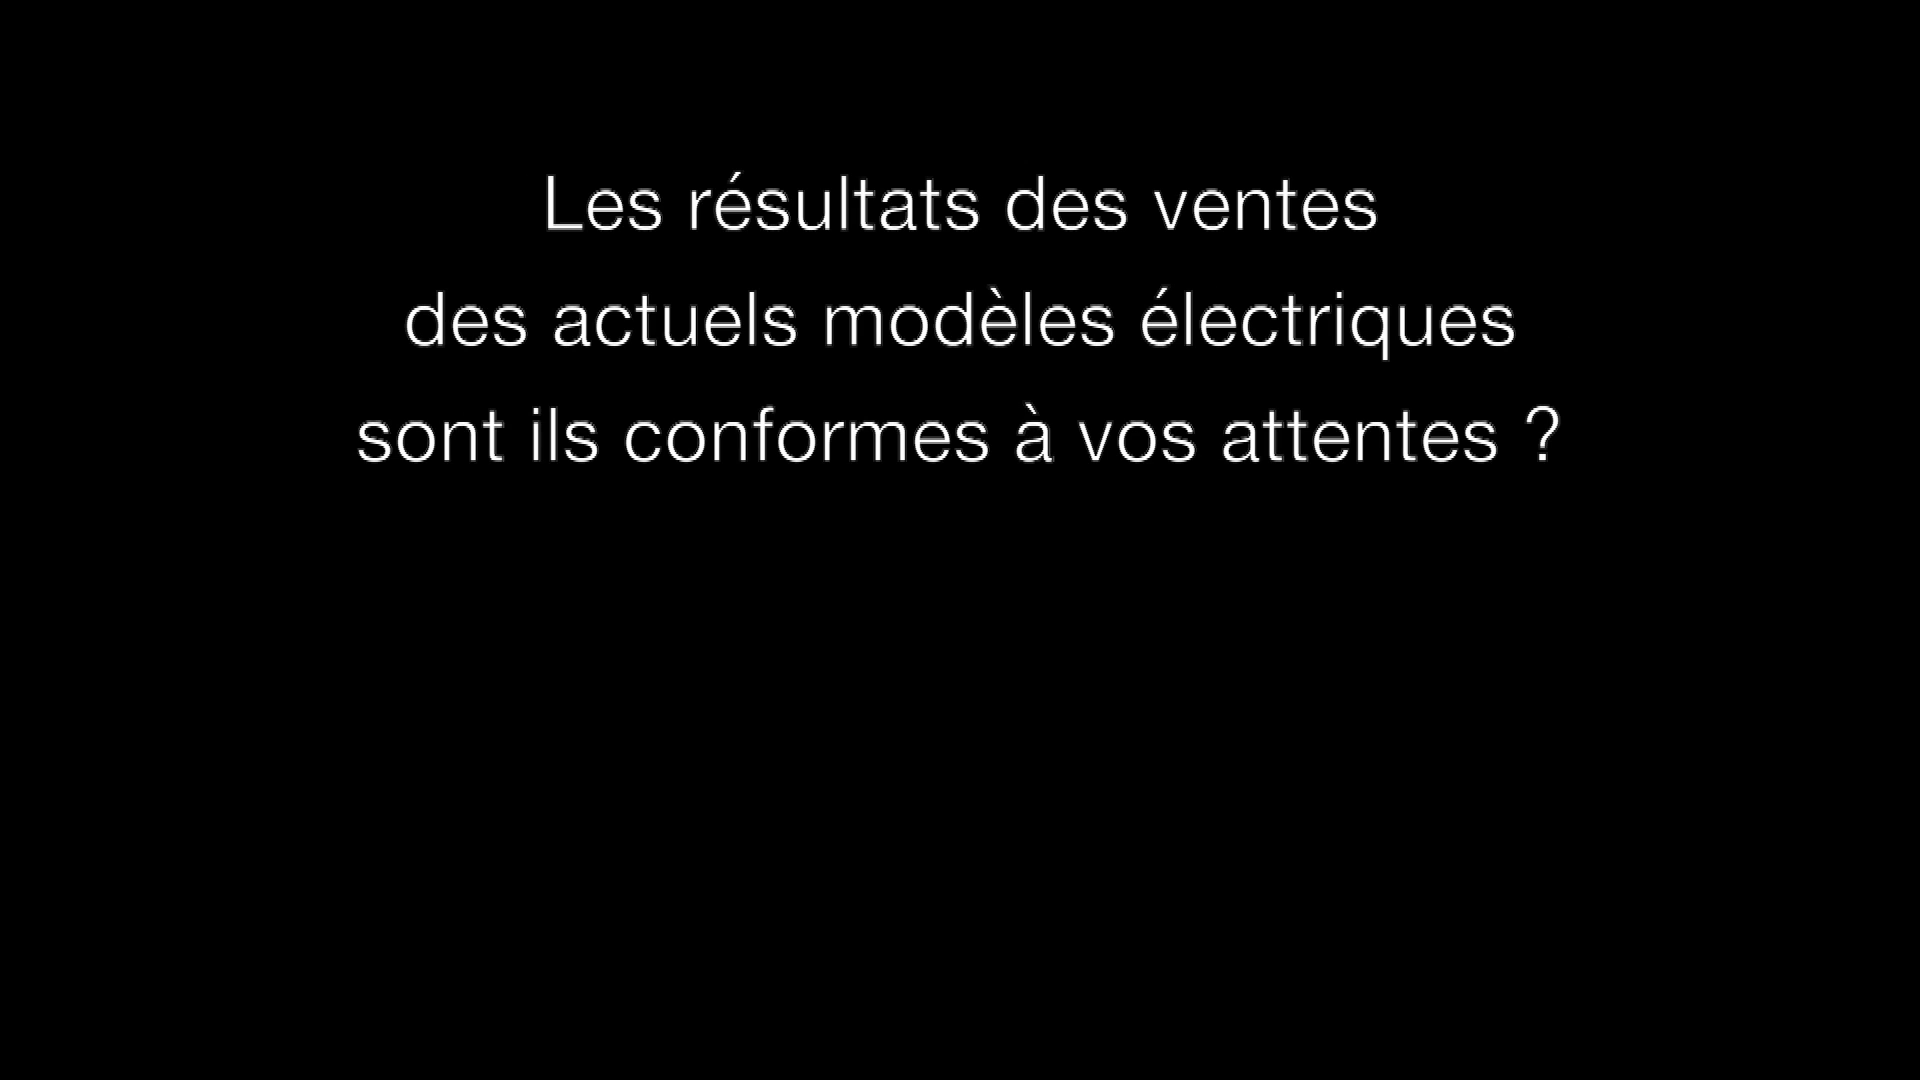 Les résultats des ventes
des actuels modèles électriques
sont ils conformes à vos attentes ?